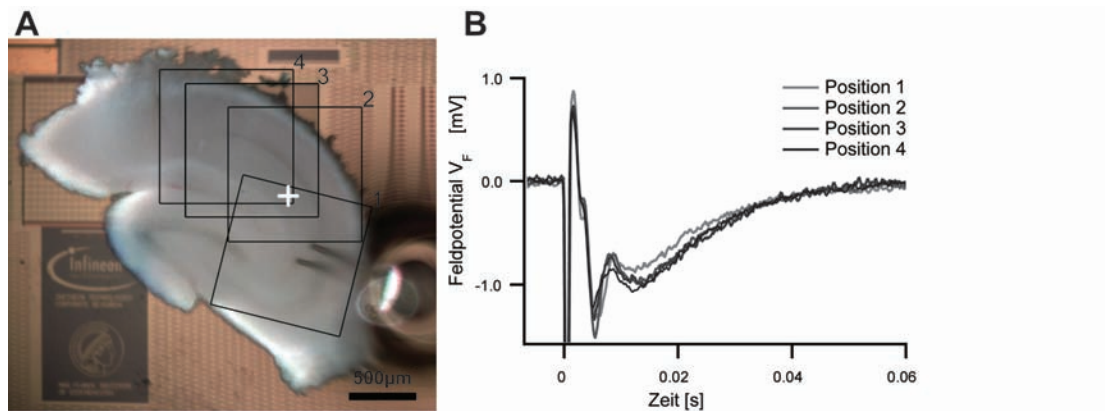 A
4
3
2
1
Infineon
500µm
B
1.0
0.0
-1.0
Feldpotential V_F [mV]
Position 1
Position 2
Position 3
Position 4
0
0.02
0.04
0.06
Zeit [s]